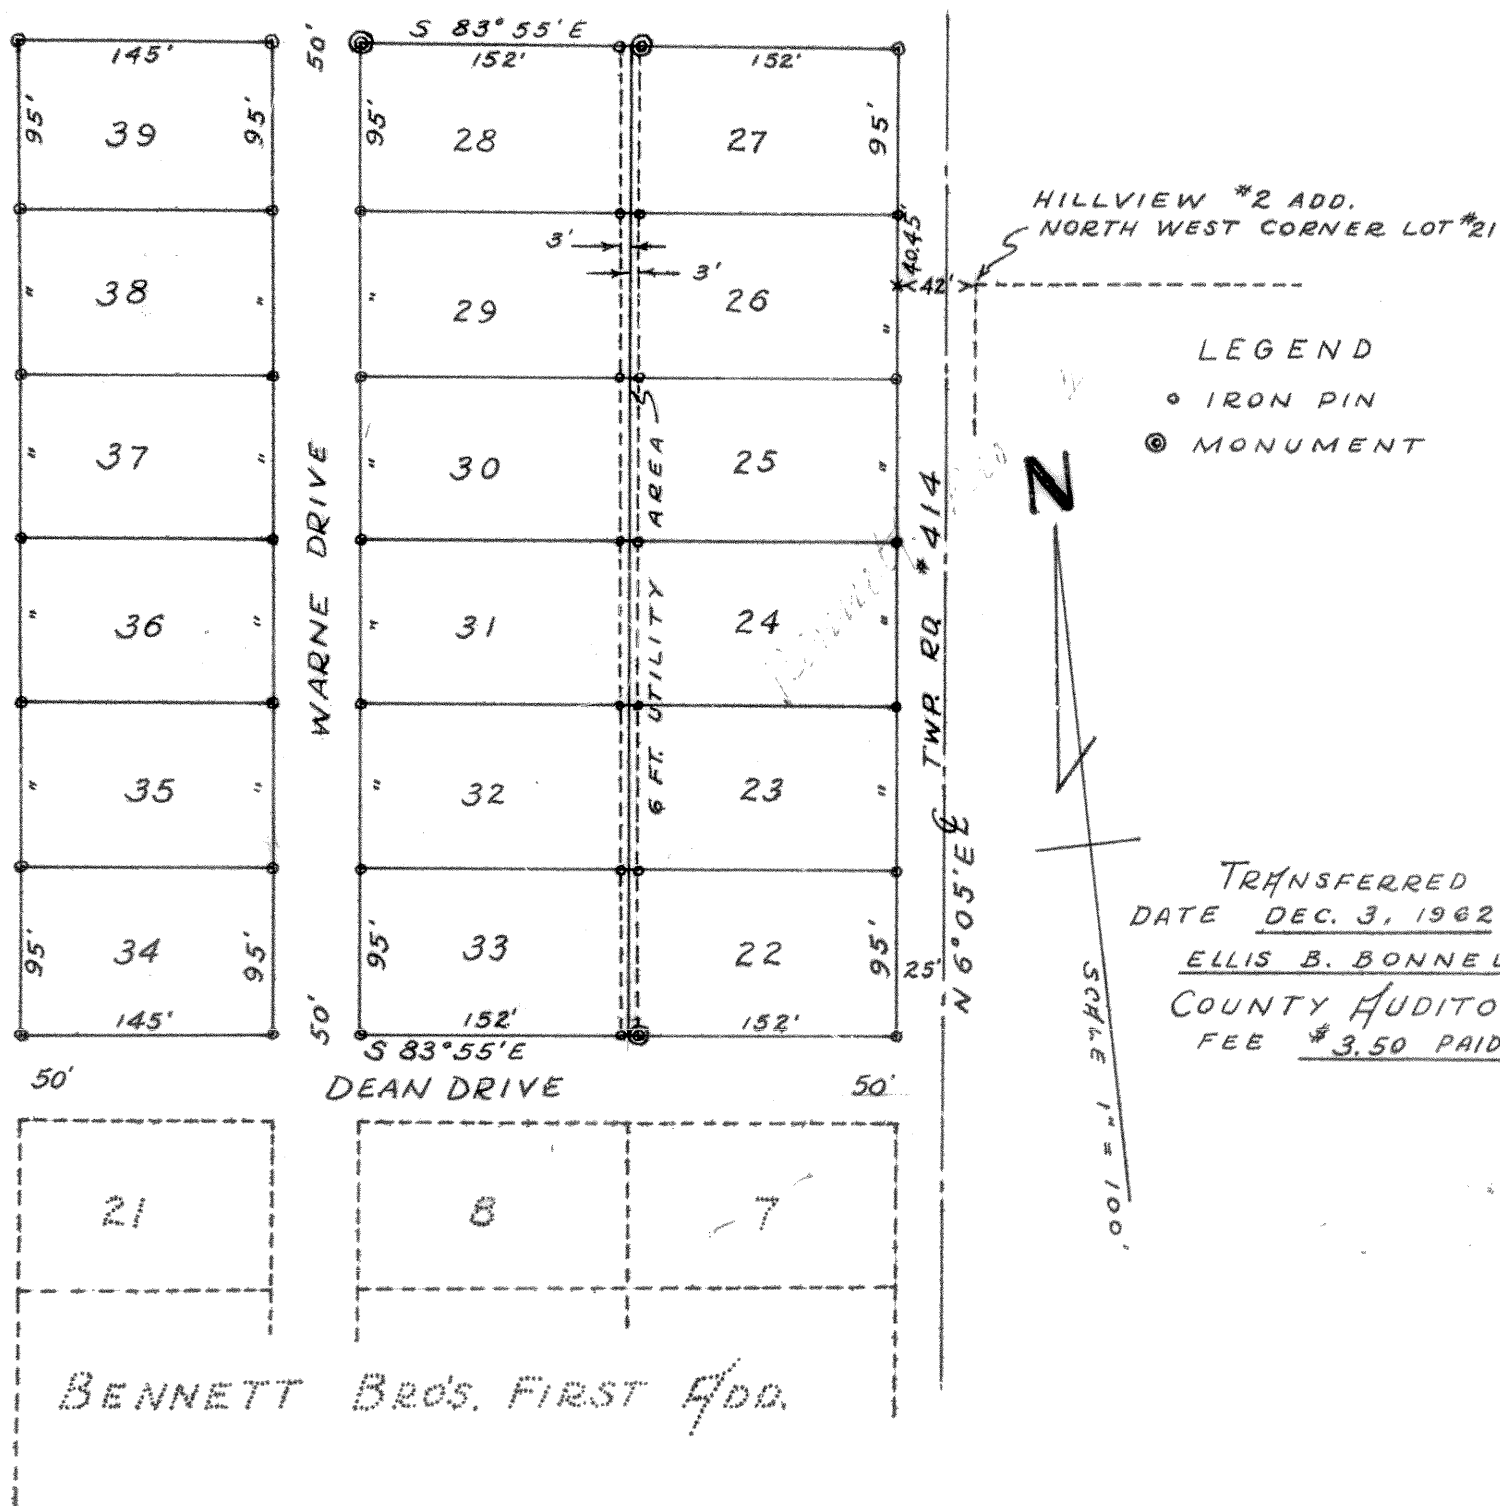 S 83° 55' E
145' 50' 152' 152'
95' 39 95' 95' 28 27 95'
HILLVIEW #2 ADD.
NORTH WEST CORNER LOT #21
3' 40.45'
3' 42'
" 38 " " 29 26 "
LEGEND
IRON PIN
MONUMENT
" 37 " " 30 25 "
WARNE DRIVE
6 FT. UTILITY AREA
TWP. RD. #414
N
" 36 " " 31 24 "
" 35 " " 32 23 "
N 6° 05' E
TRANSFERRED
DATE DEC. 3, 1962
ELLIS B. BONNEL
COUNTY AUDITO
FEE #3.50 PAID
SCALE 1" = 100'
95' 34 95' 95' 33 22 95' 25'
145' 50' 152' 152'
S 83° 55' E
50' DEAN DRIVE 50'
21 8 7
BENNETT BRO'S. FIRST ADD.